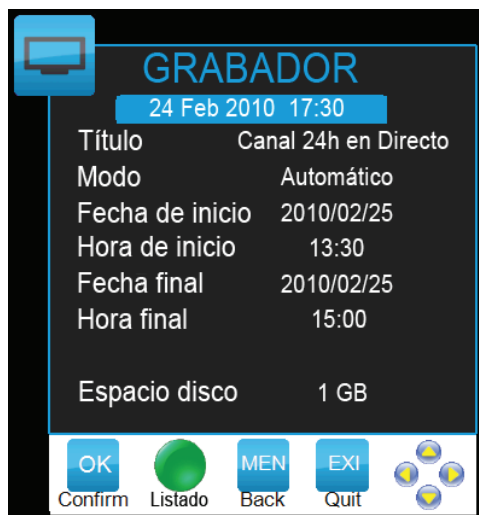 GRABADOR
24 Feb 2010 17:30
Título Canal 24h en Directo
Modo Automático
Fecha de inicio 2010/02/25
Hora de inicio 13:30
Fecha final 2010/02/25
Hora final 15:00
Espacio disco 1 GB
OK MEN EXI
Confirm Listado Back Quit